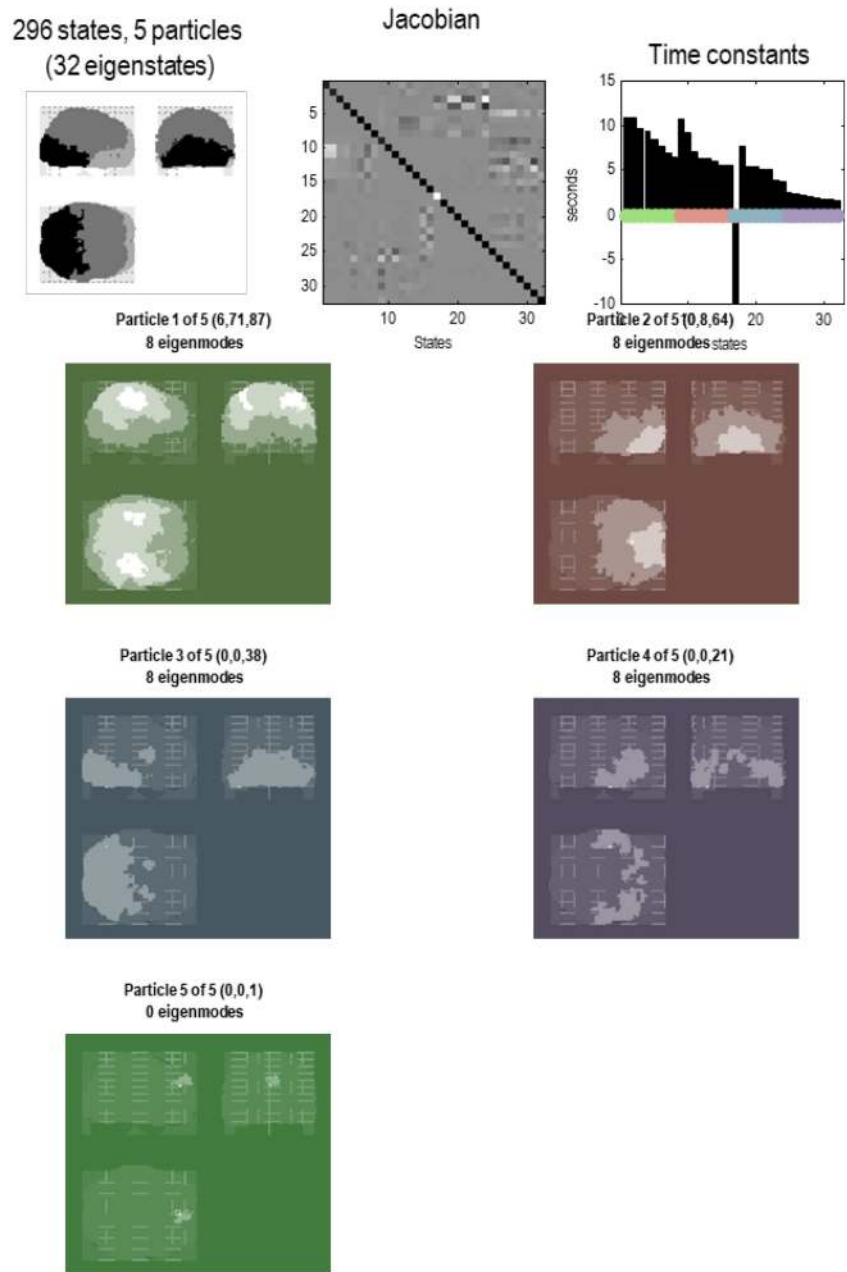 296 states, 5 particles
(32 eigenstates)
Jacobian
Time constants
5
10
15
20
25
30
10
20
30
States
15
10
5
0
-5
-10
seconds
20
30
states
Particle 1 of 5 (6,71,87)
8 eigenmodes
Particle 2 of 5 (0,8,64)
8 eigenmodes
Particle 3 of 5 (0,0,38)
8 eigenmodes
Particle 4 of 5 (0,0,21)
8 eigenmodes
Particle 5 of 5 (0,0,1)
0 eigenmodes